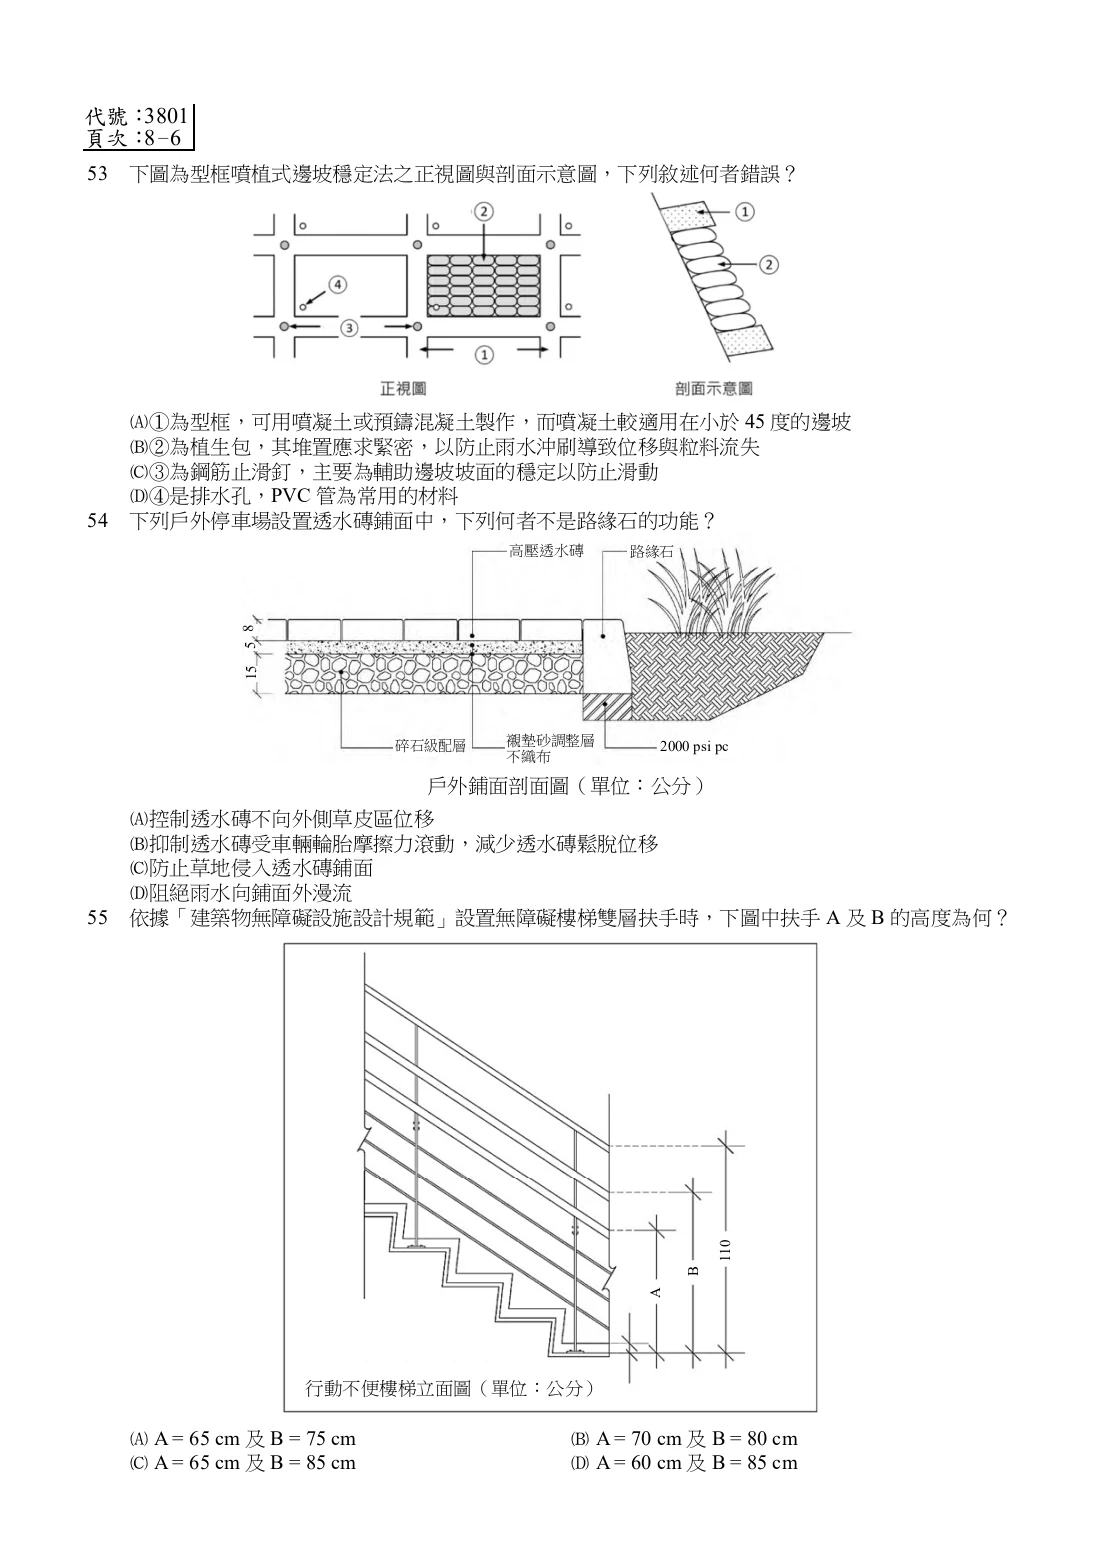 代號：3801
頁次：8－6
53 下圖為型框噴植式邊坡穩定法之正視圖與剖面示意圖，下列敘述何者錯誤？
②
①
②
④
③
①
正視圖
剖面示意圖
(A)①為型框，可用噴凝土或預鑄混凝土製作，而噴凝土較適用在小於 45 度的邊坡
(B)②為植生包，其堆置應求緊密，以防止雨水沖刷導致位移與粒料流失
(C)③為鋼筋止滑釘，主要為輔助邊坡坡面的穩定以防止滑動
(D)④是排水孔，PVC 管為常用的材料
54 下列戶外停車場設置透水磚鋪面中，下列何者不是路緣石的功能？
高壓透水磚
路緣石
8
5
15
碎石級配層
襯墊砂調整層
不織布
2000 psi pc
戶外鋪面剖面圖（單位：公分）
(A)控制透水磚不向外側草皮區位移
(B)抑制透水磚受車輛輪胎摩擦力滾動，減少透水磚鬆脫位移
(C)防止草地侵入透水磚鋪面
(D)阻絕雨水向鋪面外漫流
55 依據「建築物無障礙設施設計規範」設置無障礙樓梯雙層扶手時，下圖中扶手 A 及 B 的高度為何？
110
B
A
行動不便樓梯立面圖（單位：公分）
(A) A = 65 cm 及 B = 75 cm
(B) A = 70 cm 及 B = 80 cm
(C) A = 65 cm 及 B = 85 cm
(D) A = 60 cm 及 B = 85 cm